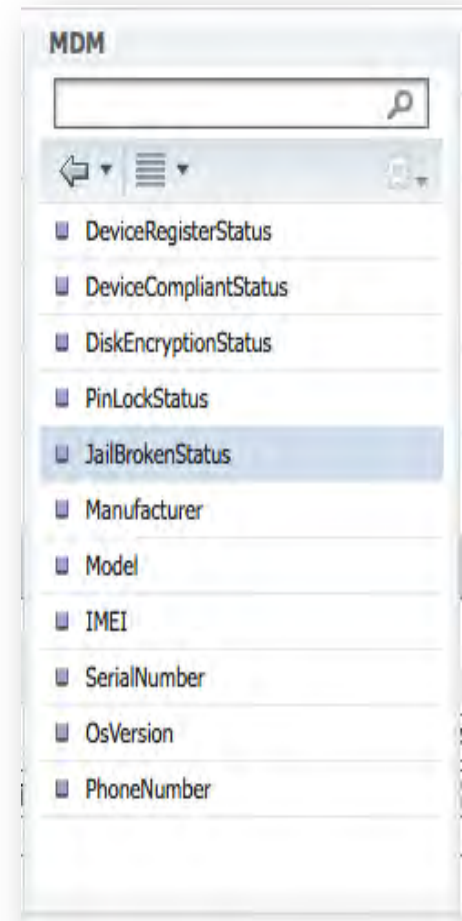 MDM
DeviceRegisterStatus
DeviceCompliantStatus
DiskEncryptionStatus
PinLockStatus
JailBrokenStatus
Manufacturer
Model
IMEI
SerialNumber
OsVersion
PhoneNumber